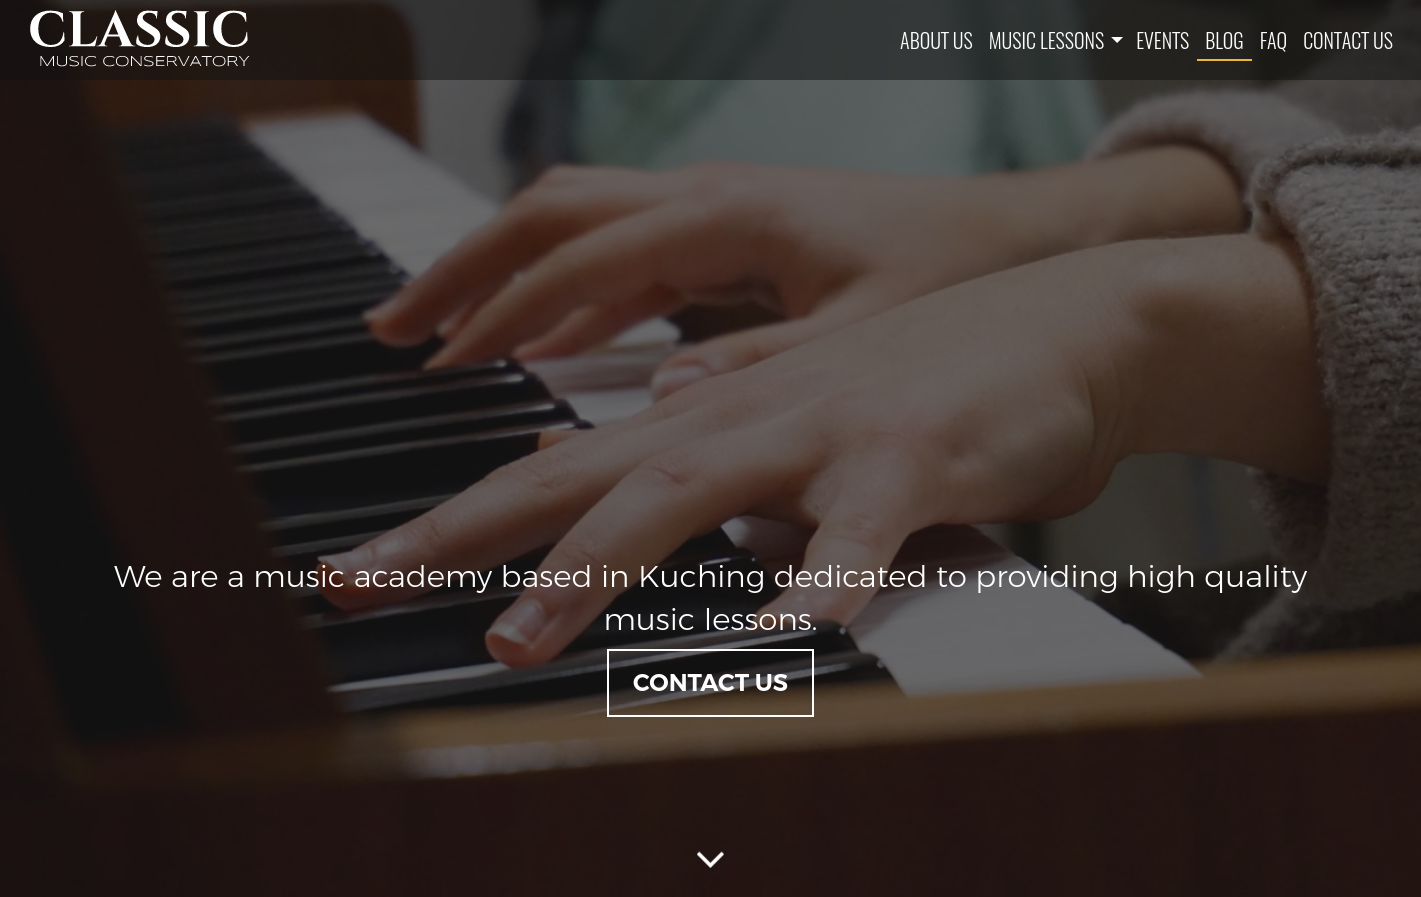 CLASSIC
MUSIC CONSERVATORY
ABOUT US MUSIC LESSONS EVENTS BLOG FAQ CONTACT US
We are a music academy based in Kuching dedicated to providing high quality
music lessons.
CONTACT US